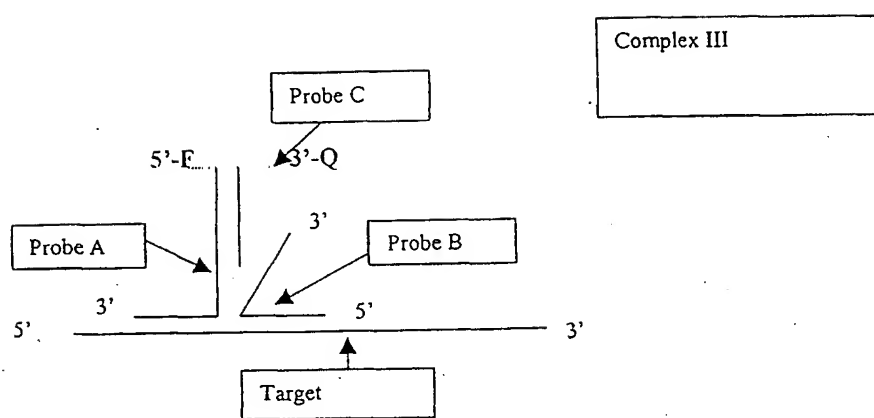 Complex III
Probe C
5'-F
3'-Q
3'
Probe A
Probe B
3'
5'
5'
3'
Target